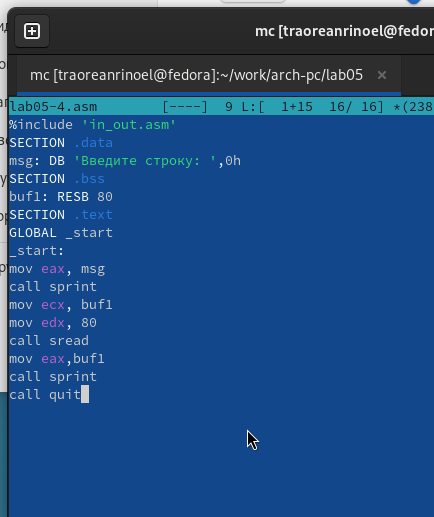 mc [traoreanrinoel@fedor
mc [traoreanrinoel@fedora]:~/work/arch-pc/lab05 ×
lab05-4.asm [----] 9 L:[ 1+15 16/ 16] *(238
%include 'in_out.asm'
SECTION .data
msg: DB 'Введите строку: ',0h
SECTION .bss
buf1: RESB 80
SECTION .text
GLOBAL _start
_start:
mov eax, msg
call sprint
mov ecx, buf1
mov edx, 80
call sread
mov eax,buf1
call sprint
call quit